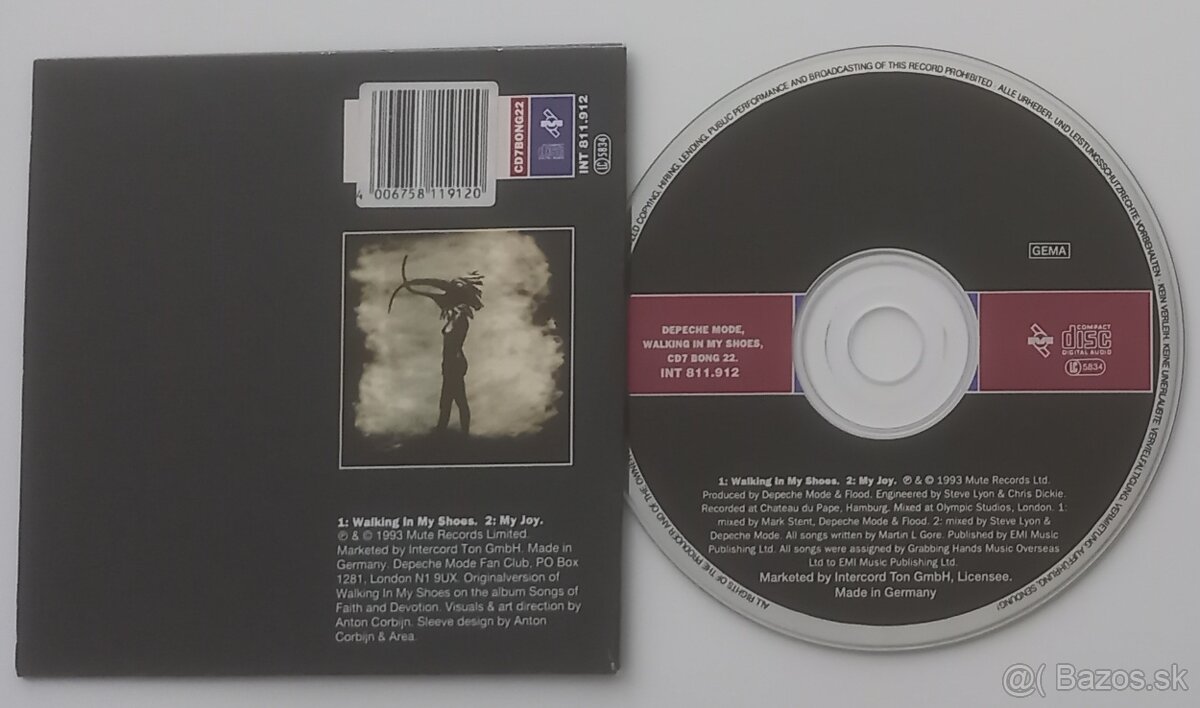 4 006758 119120
CD7BONG22
INT 811.912
LC 5834
1: Walking In My Shoes. 2: My Joy.
℗ & © 1993 Mute Records Limited.
Marketed by Intercord Ton GmbH. Made in
Germany. Depeche Mode Fan Club. PO Box
1281, London N1 9UX. Originalversion of
Walking In My Shoes on the album Songs of
Faith and Devotion. Visuals & art direction by
Anton Corbijn. Sleeve design by Anton
Corbijn & Area.
ALL RIGHTS OF THE PRODUCER AND OF THE OWNE
LD COPYING, HIRING, LENDING, PUBLIC PERFORMANCE AND BROADCASTING OF THIS RECORD PROHIBITED · ALLE URHEBER- UND LEISTUNGSSCHUTZRECHTE VORBEHALTEN · KEIN VERLEIH, KEINE UNERLAUBTE VERVIELFÄLTIGUNG, VERMIETUNG, AUFFÜHRUNG, SENDUNG!
GEMA
DEPECHE MODE,
WALKING IN MY SHOES,
CD7 BONG 22.
INT 811.912
COMPACT
disc
DIGITAL AUDIO
LC 5834
1: Walking In My Shoes. 2: My Joy. ℗ & © 1993 Mute Records Ltd.
Produced by Depeche Mode & Flood. Engineered by Steve Lyon & Chris Dickie.
Recorded at Chateau du Pape, Hamburg. Mixed at Olympic Studios, London. 1:
mixed by Mark Stent, Depeche Mode & Flood. 2: mixed by Steve Lyon &
Depeche Mode. All songs written by Martin L Gore. Published by EMI Music
Publishing Ltd. All songs were assigned by Grabbing Hands Music Overseas
Ltd to EMI Music Publishing Ltd.
Marketed by Intercord Ton GmbH, Licensee.
Made in Germany
@( Bazos.sk